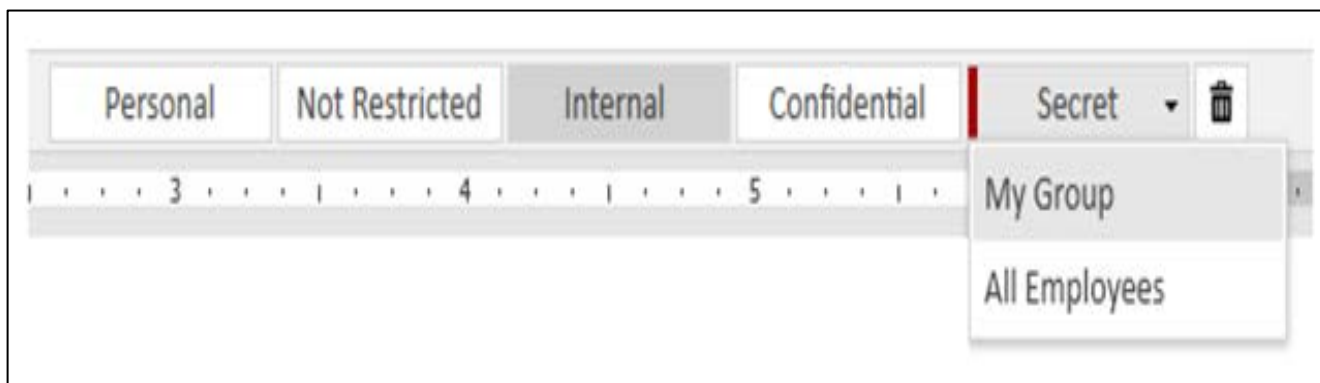 Personal Not Restricted Internal Confidential Secret
3 4 5
My Group
All Employees